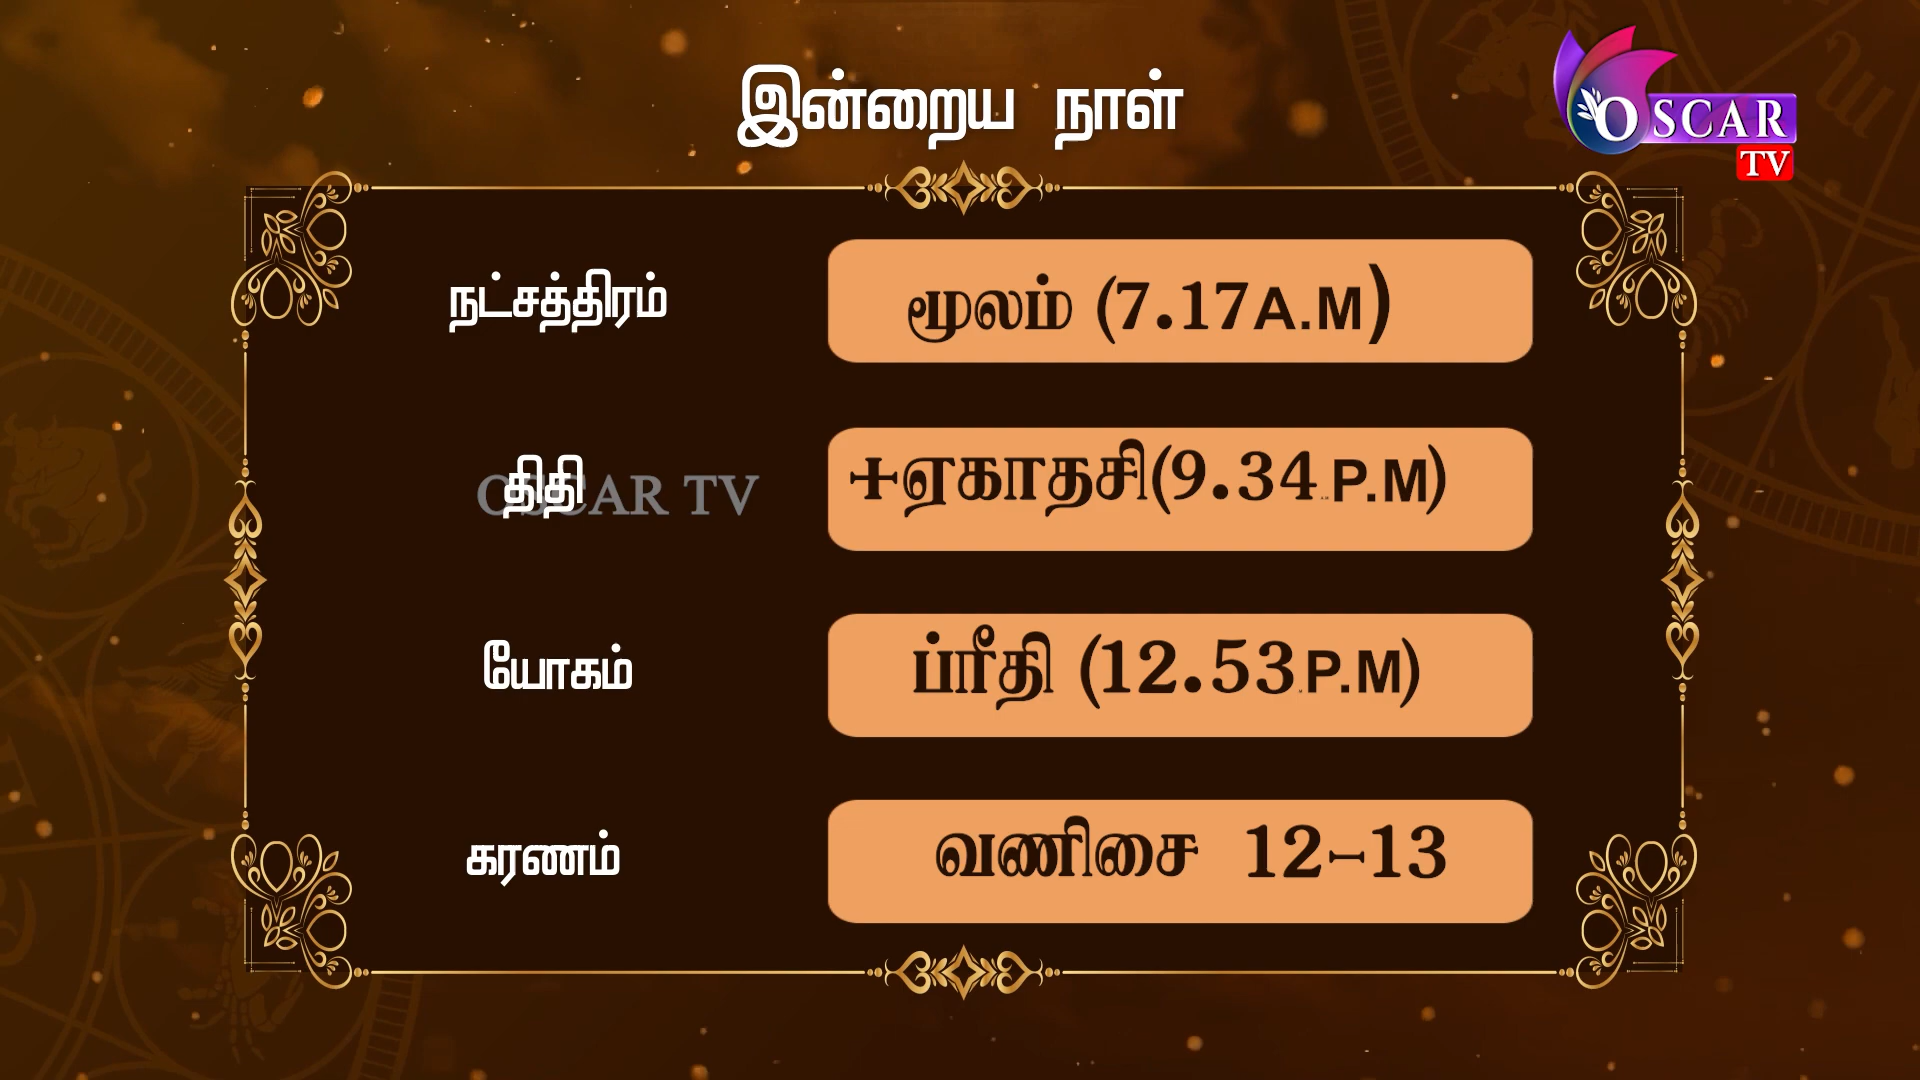 இன்றைய நாள்
OSCAR
TV
நட்சத்திரம் மூலம் (7.17A.M)
திதி +ஏகாதசி(9.34 P.M)
OSCAR TV
யோகம் ப்ரீதி (12.53 P.M)
கரணம் வணிசை 12-13